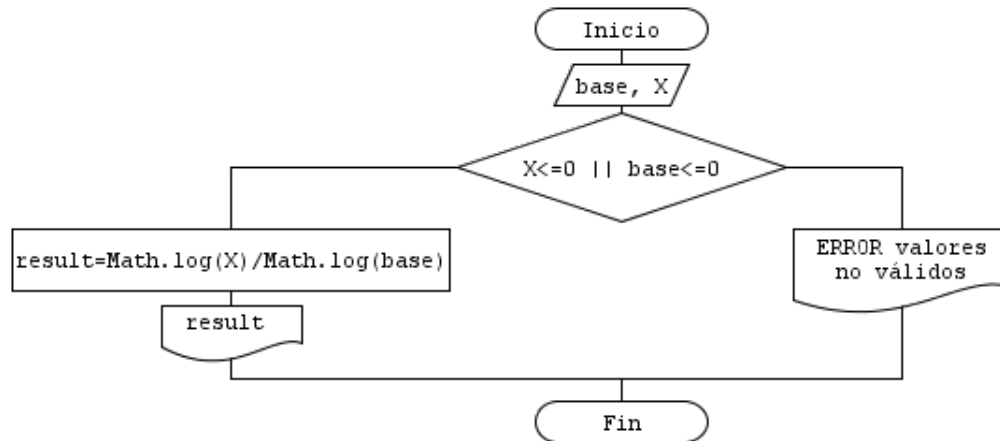 Inicio
base, X
X<=0 || base<=0
result=Math.log(X)/Math.log(base)
ERROR valores
no válidos
result
Fin